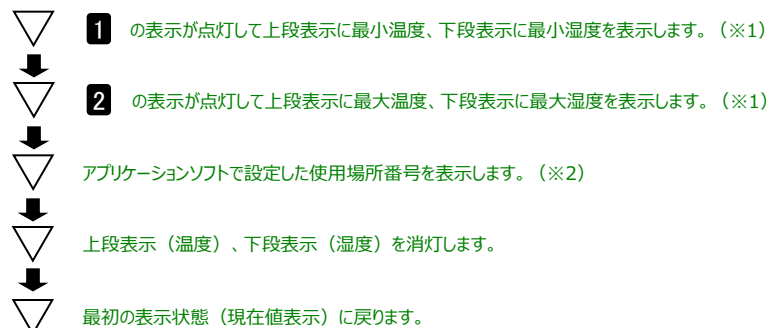 1 の表示が点灯して上段表示に最小温度、下段表示に最小湿度を表示します。（※1）
2 の表示が点灯して上段表示に最大温度、下段表示に最大湿度を表示します。（※1）
アプリケーションソフトで設定した使用場所番号を表示します。（※2）
上段表示（温度）、下段表示（湿度）を消灯します。
最初の表示状態（現在値表示）に戻ります。